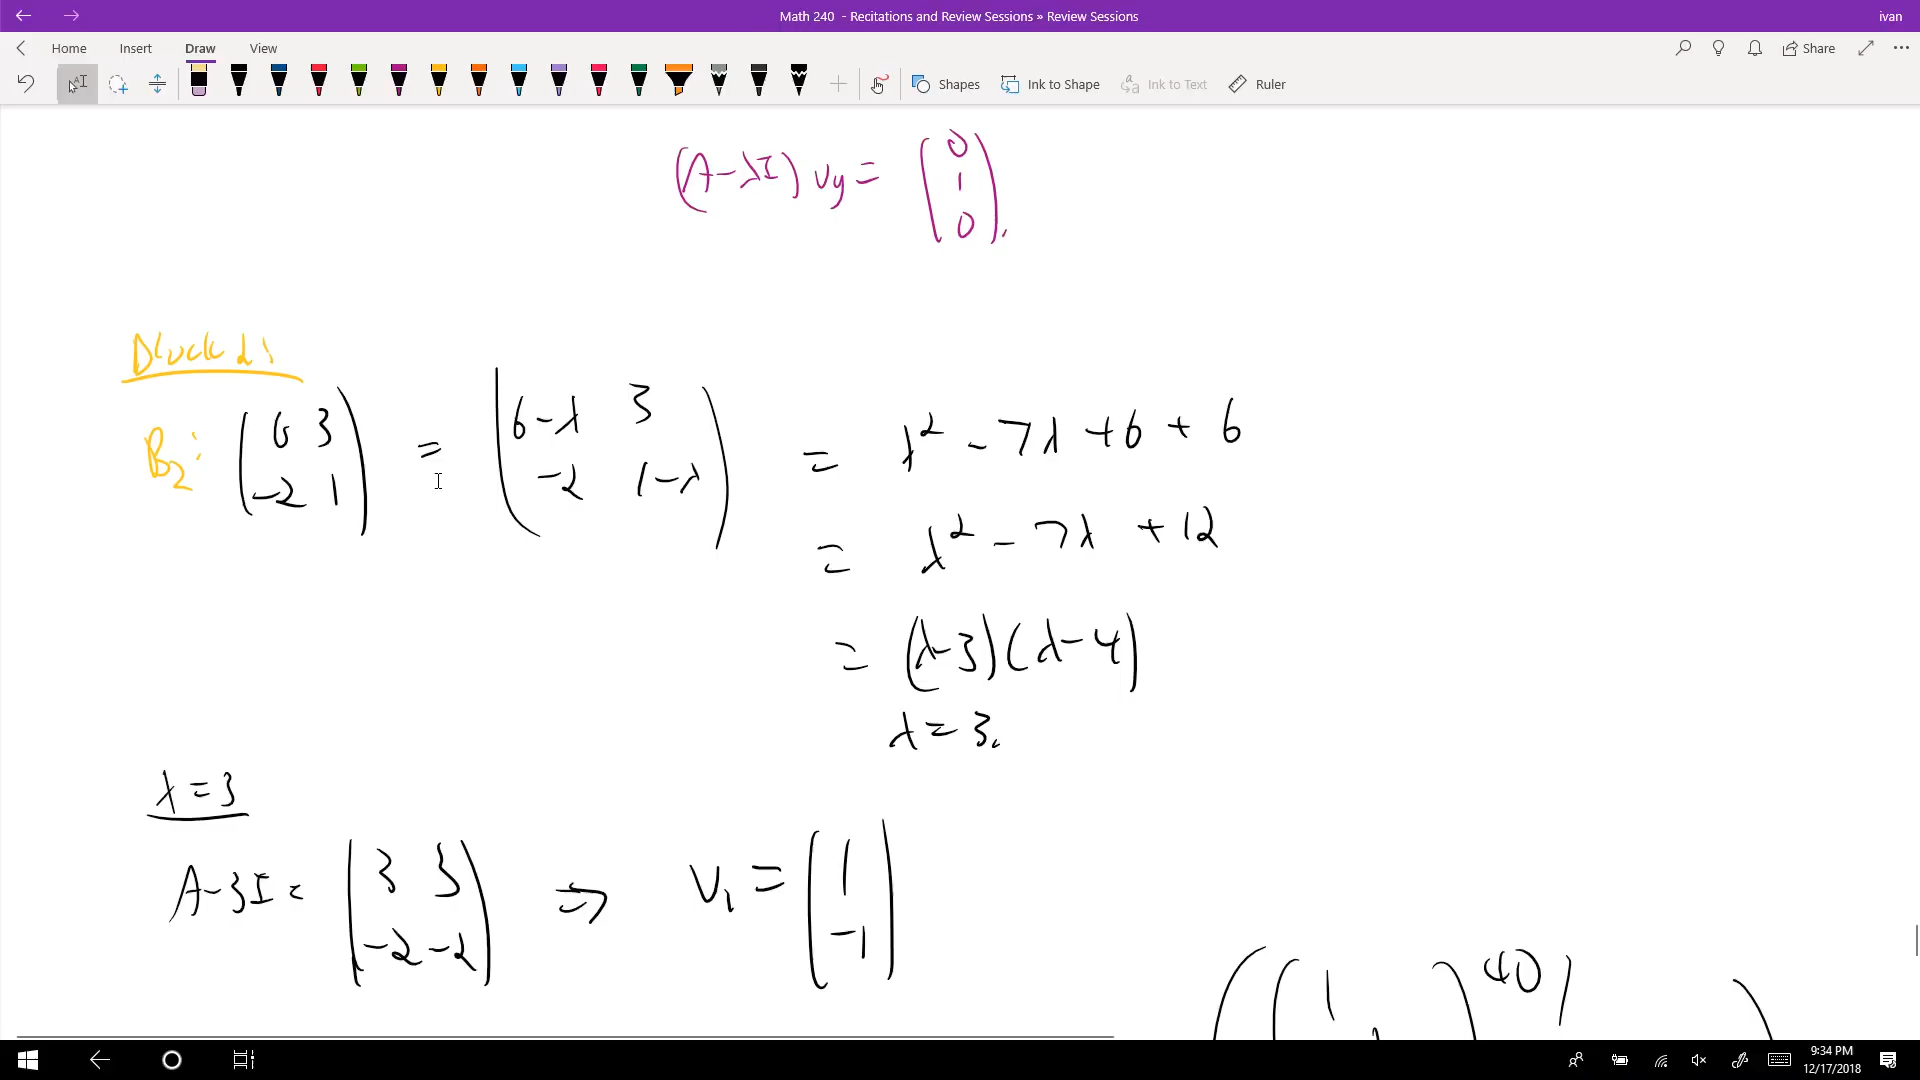 Math 240 - Recitations and Review Sessions » Review Sessions
ivan
Home Insert Draw View
Share
Shapes Ink to Shape Ink to Text Ruler
(A-λI) vy = (0 1 0).
Block 2:
B2: (6 3 -2 1) = (6-λ 3 -2 1-λ) = λ² - 7λ + 6 + 6
= λ² - 7λ + 12
= (λ-3)(λ-4)
λ = 3.
λ = 3
A-3I = (3 3 -2 -2) ⇒ v1 = (1 -1)
9:34 PM
12/17/2018